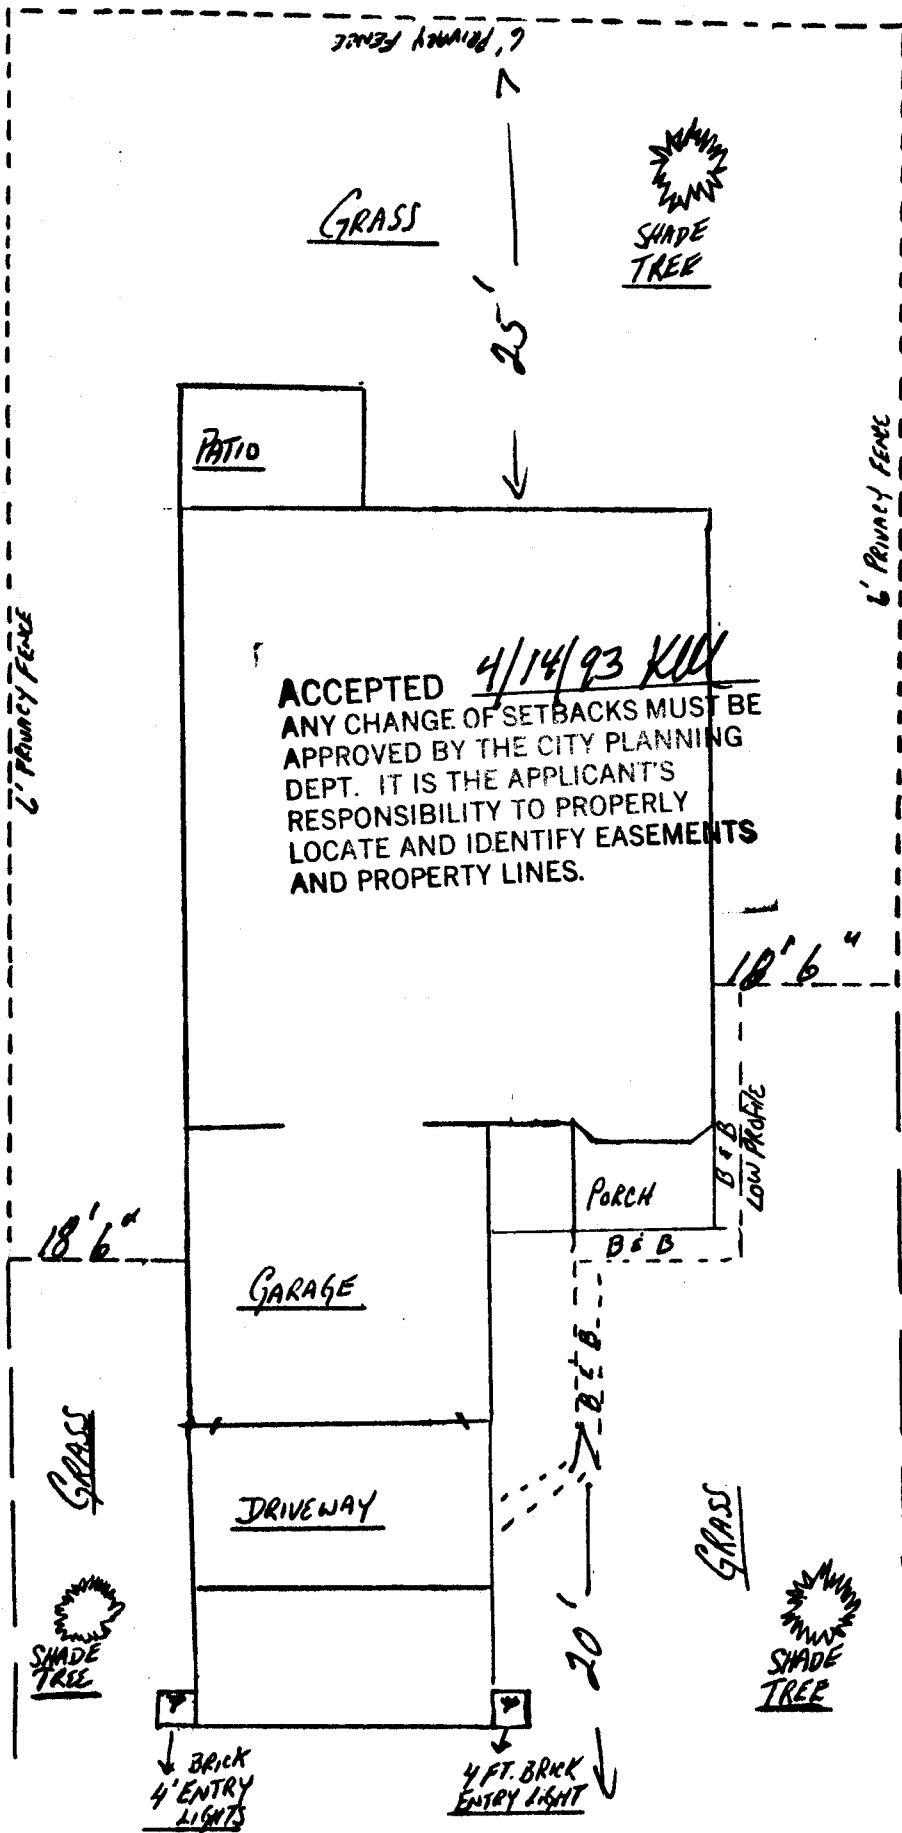 6' PRIVACY FENCE
GRASS
SHADE
TREE
25'
PATIO
6' PRIVACY FENCE
6' PRIVACY FENCE
ACCEPTED 4/14/93
ANY CHANGE OF SETBACKS MUST BE
APPROVED BY THE CITY PLANNING
DEPT. IT IS THE APPLICANT'S
RESPONSIBILITY TO PROPERLY
LOCATE AND IDENTIFY EASEMENTS
AND PROPERTY LINES.
18' 6"
B & B
LOW PROFILE
PORCH
B & B
18' 6"
GARAGE
B & B
GRASS
DRIVEWAY
GRASS
20'
SHADE
TREE
SHADE
TREE
BRICK
4' ENTRY
LIGHTS
4 FT. BRICK
ENTRY LIGHT